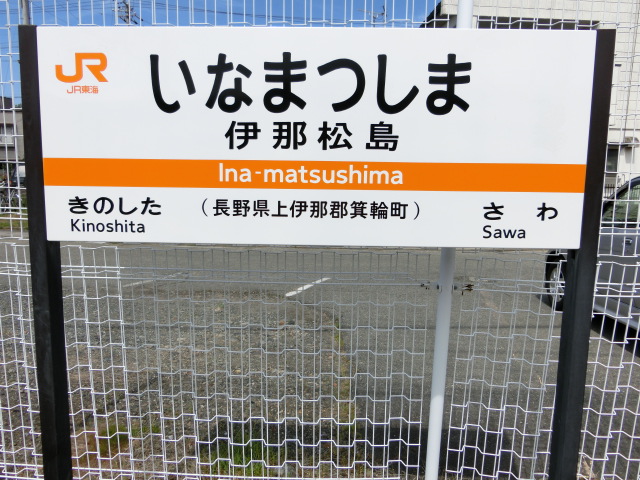 JR
JR東海
いなまつしま
伊那松島
Ina-matsushima
きのした
Kinoshita
(長野県上伊那郡箕輪町)
さわ
Sawa